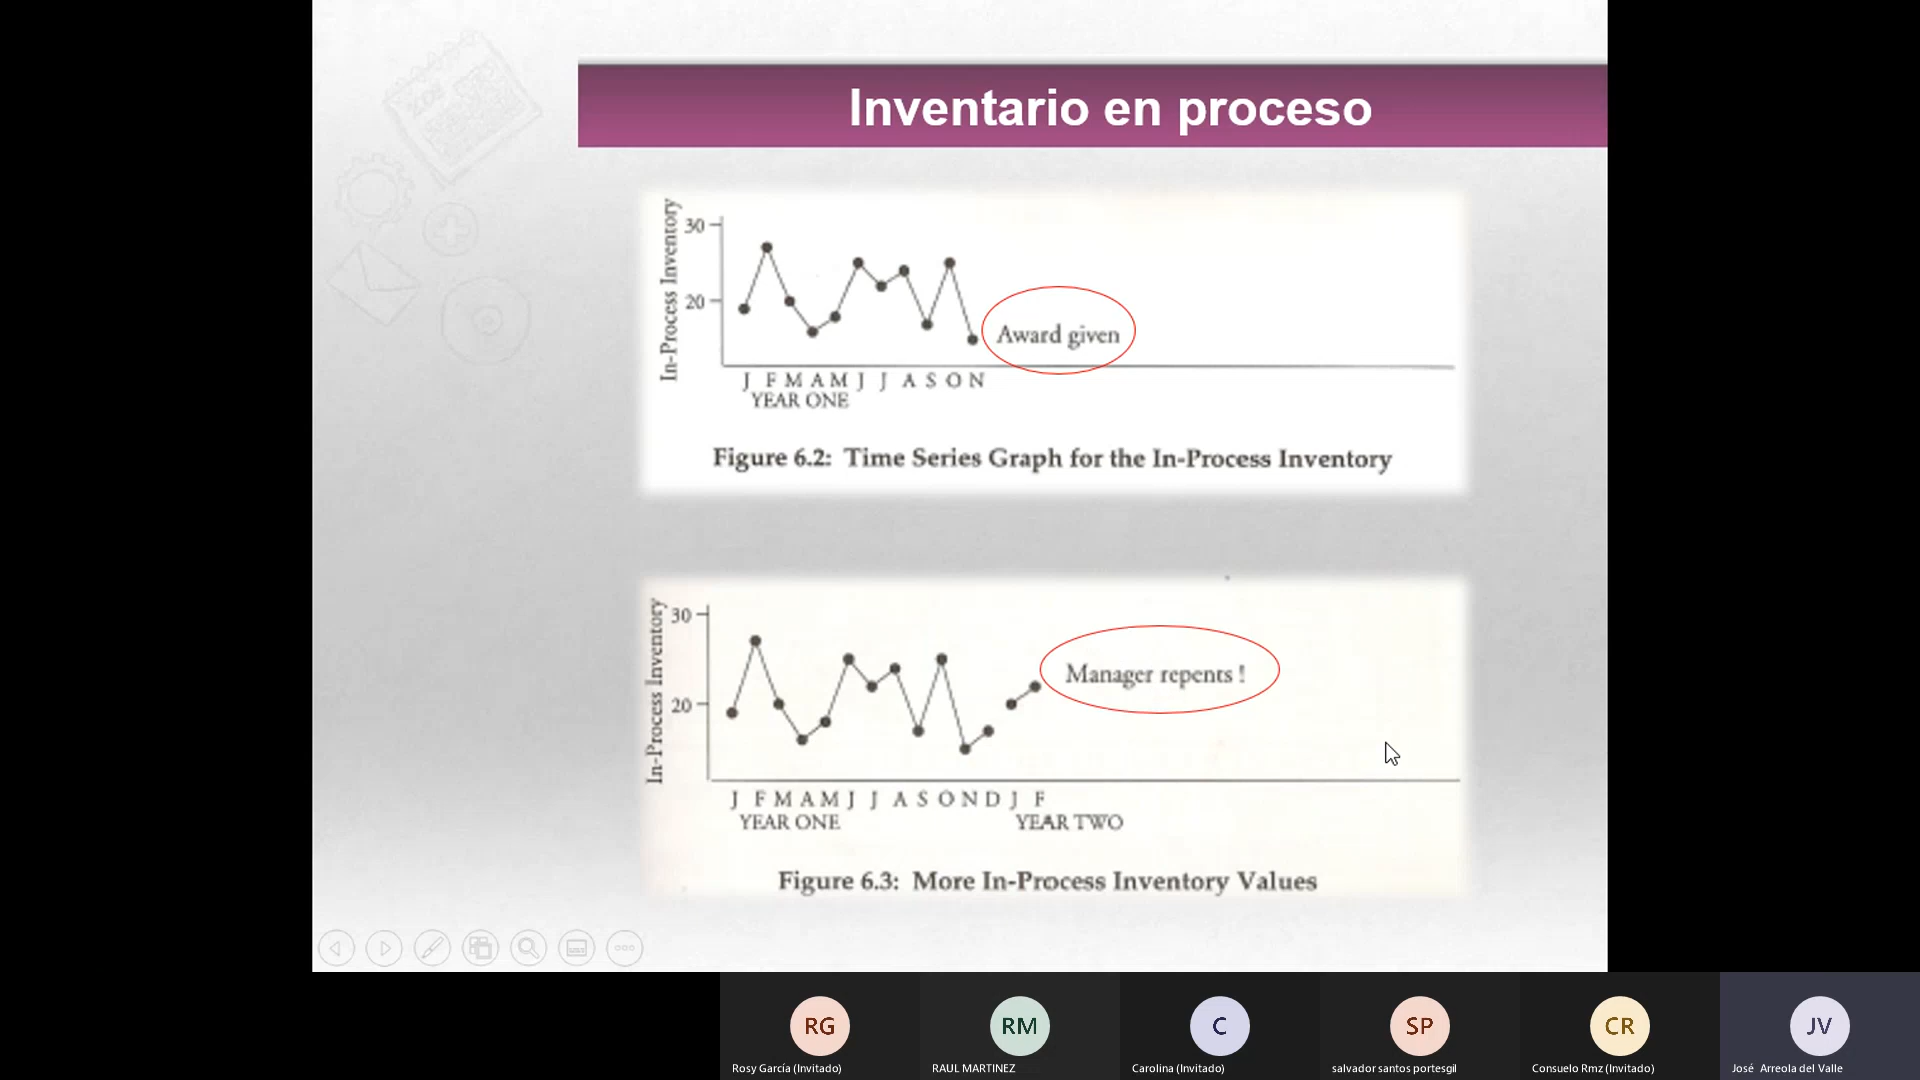 Inventario en proceso
In-Process Inventory
30
20
Award given
J F M A M J J A S O N
YEAR ONE
Figure 6.2: Time Series Graph for the In-Process Inventory
In-Process Inventory
30
20
Manager repents !
J F M A M J J A S O N D J F
YEAR ONE YEAR TWO
Figure 6.3: More In-Process Inventory Values
RG RM C SP CR JV
Rosy García (Invitado) RAUL MARTINEZ Carolina (Invitado) salvador santos portesgil Consuelo Rmz (Invitado) José Arreola del Valle